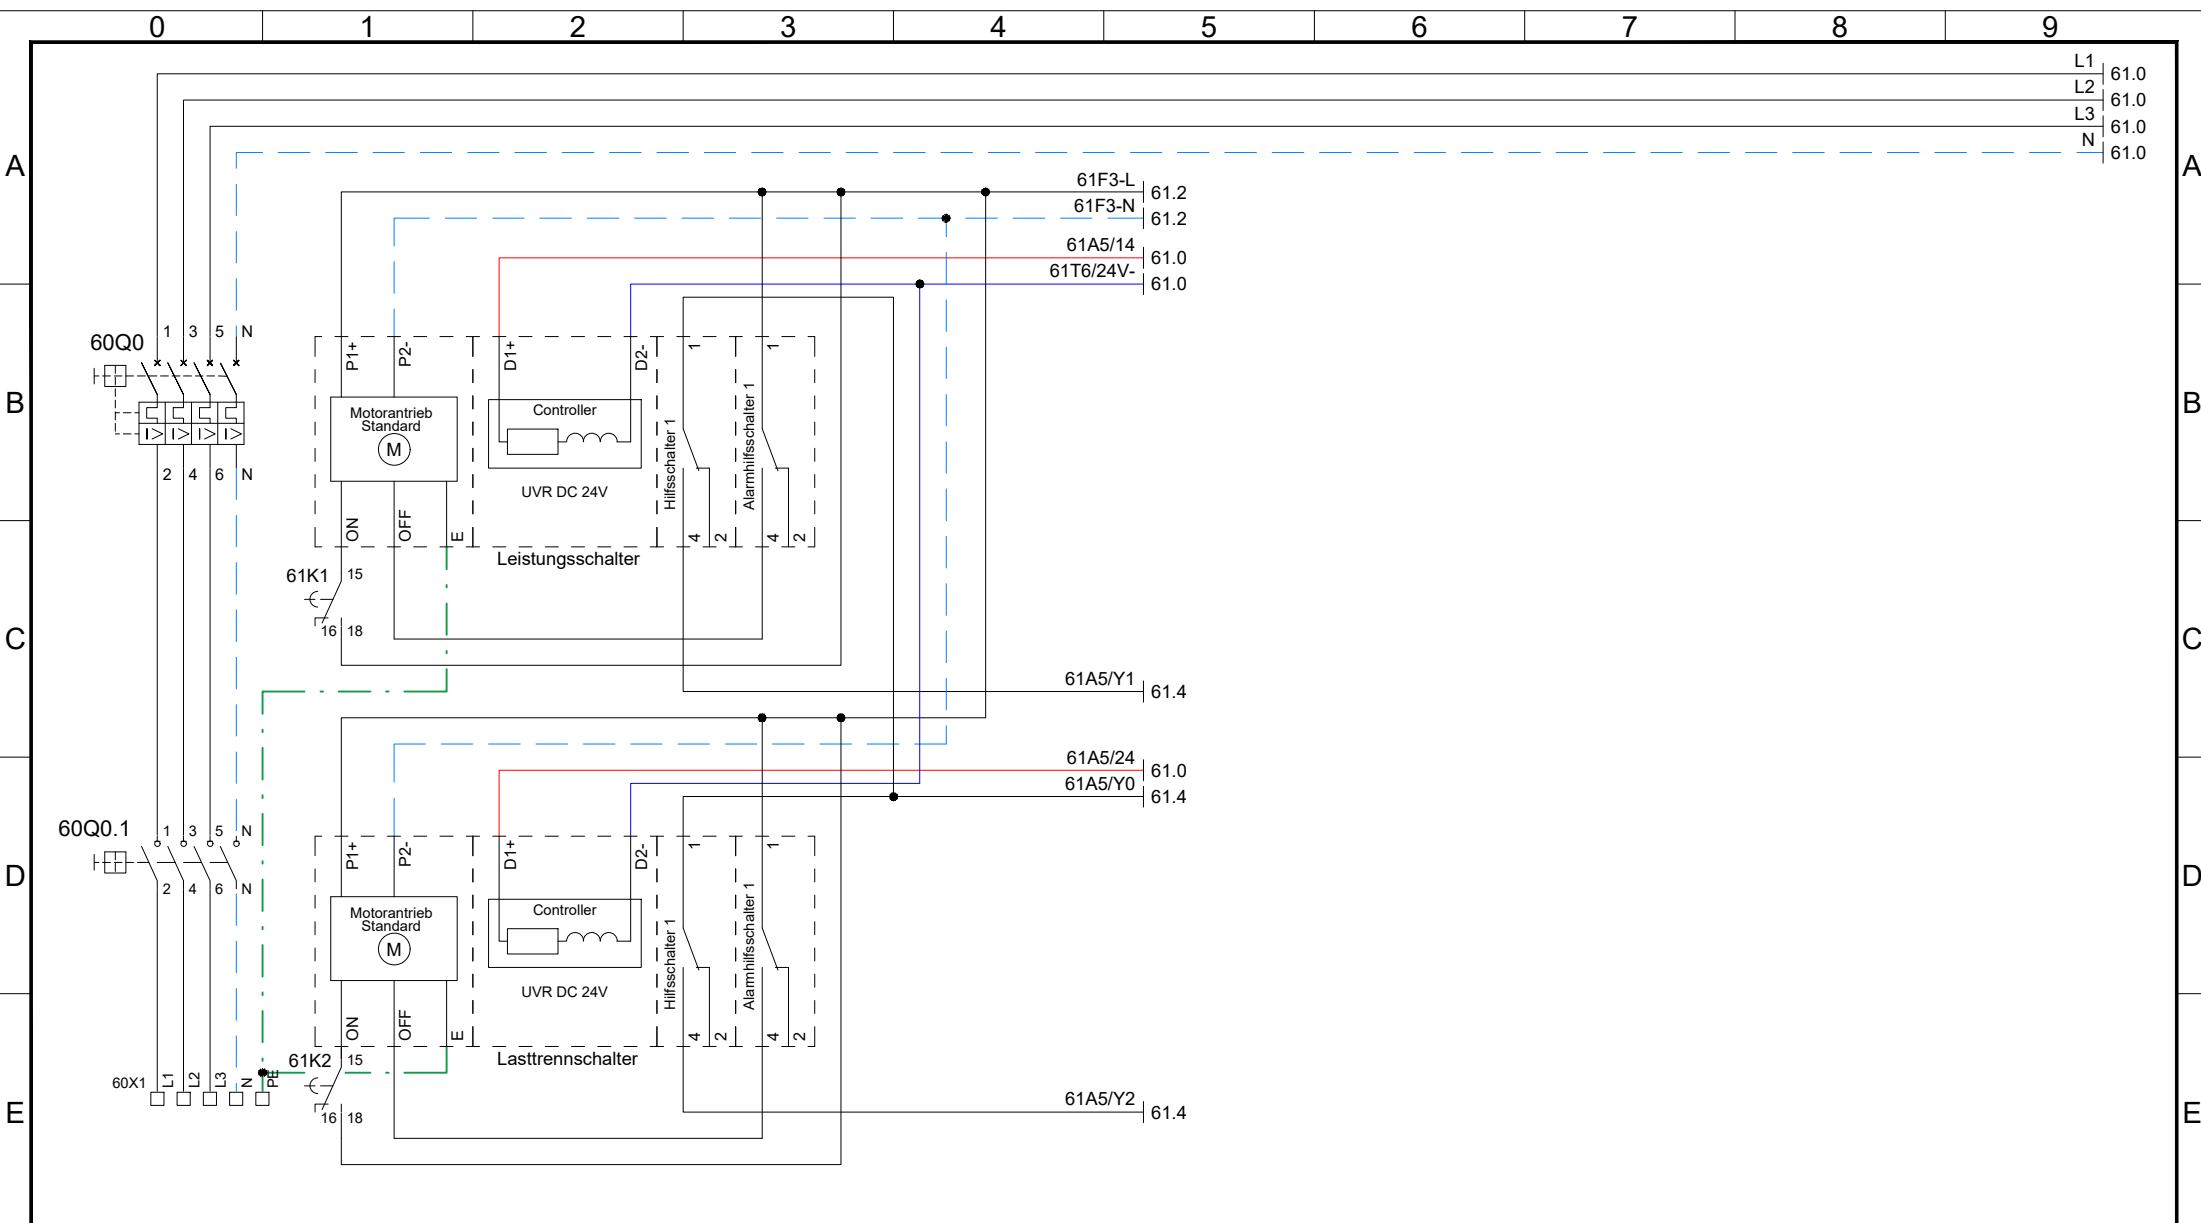 0 1 2 3 4 5 6 7 8 9
L1 61.0
L2 61.0
L3 61.0
N 61.0
A A
61F3-L 61.2
61F3-N 61.2
61A5/14 61.0
61T6/24V- 61.0
60Q0 1 3 5 N
P1+ P2- D1+ D2- 1 1
B B
Motorantrieb
Standard
M
Controller
I> I> I> I>
Hilfsschalter 1
Alarmhilfsschalter 1
2 4 6 N
UVR DC 24V
ON OFF E 4 2 4 2
Leistungsschalter
61K1 15
16 18
C C
61A5/Y1 61.4
61A5/24 61.0
61A5/Y0 61.4
60Q0.1 1 3 5 N
P1+ P2- D1+ D2- 1 1
D D
2 4 6 N
Motorantrieb
Standard
M
Controller
Hilfsschalter 1
Alarmhilfsschalter 1
UVR DC 24V
ON OFF E 4 2 4 2
Lasttrennschalter
61K2 15
60X1 L1 L2 L3 N PE
16 18
61A5/Y2 61.4
E E